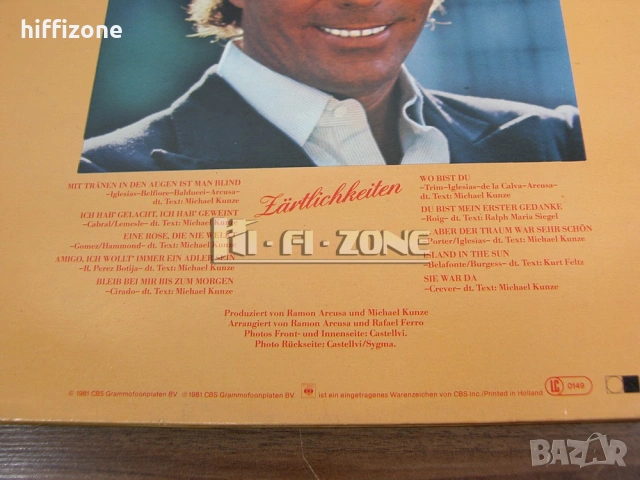 hiffizone
MIT TRÄNEN IN DEN AUGEN IST MAN BLIND
-Iglesias-Belfiore-Balducci-Arcusa-
dt. Text: Michael Kunze
ICH HAB' GELACHT, ICH HAB' GEWEINT
-Cabral/Lemesle- dt. Text: Michael Kunze
EINE ROSE, DIE NIE WELKT
-Gomez/Hammond- dt. Text: Michael Kunze
AMIGO, ICH WOLLT' IMMER EIN ADLER SEIN
-R. Perez Botija- dt. Text: Michael Kunze
BLEIB BEI MIR BIS ZUM MORGEN
-Cirado- dt. Text: Michael Kunze
Zärtlichkeiten
WO BIST DU
-Trim-Iglesias-de la Calva-Arcusa-
dt. Text: Michael Kunze
DU BIST MEIN ERSTER GEDANKE
-Roig- dt. Text: Ralph Maria Siegel
ABER DER TRAUM WAR SEHR SCHÖN
-Porter/Iglesias- dt. Text: Michael Kunze
ISLAND IN THE SUN
-Belafonte/Burgess- dt. Text: Kurt Feltz
SIE WAR DA
-Crever- dt. Text: Michael Kunze
HI-FI-ZONE
Produziert von Ramon Arcusa und Michael Kunze
Arrangiert von Ramon Arcusa und Rafael Ferro
Photos Front- und Innenseite: Castellvi.
Photo Rückseite: Castellvi/Sygma.
© 1981 CBS-Grammofoonplaten BV ℗ 1981 CBS-Grammofoonplaten BV. ist ein eingetragenes Warenzeichen von CBS Inc./Printed in Holland LC 0149
BAZAR